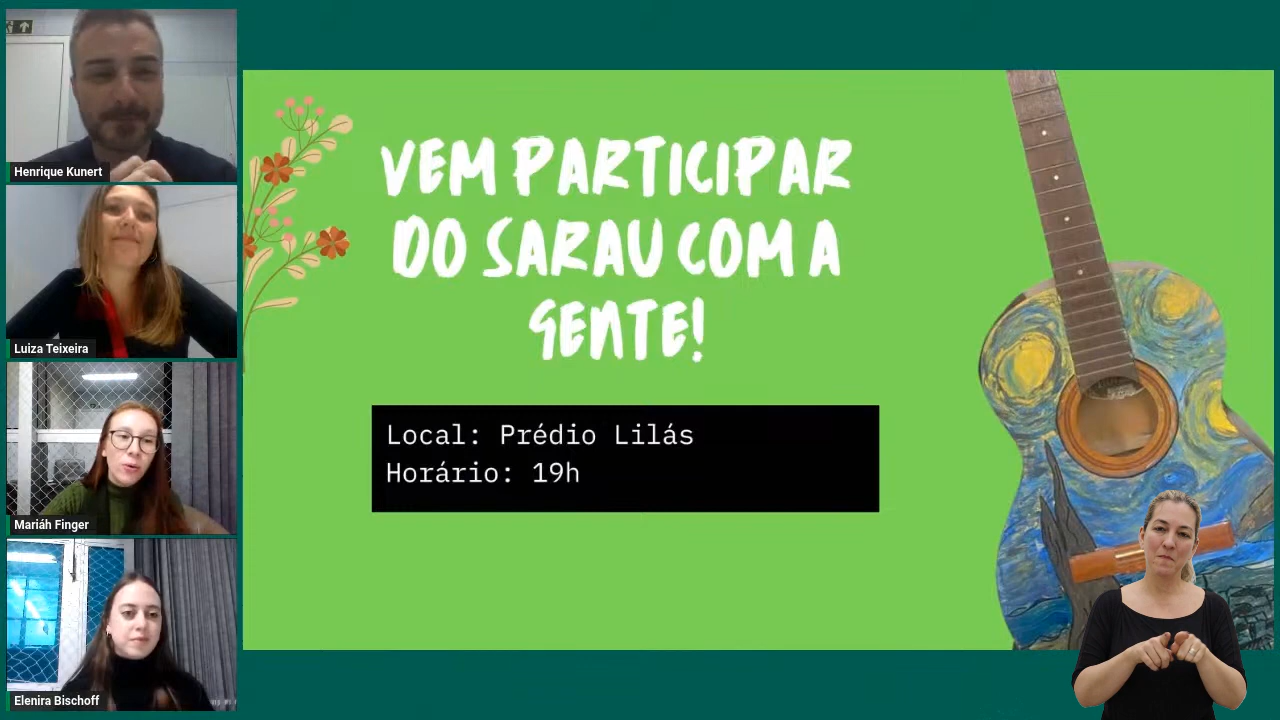 Henrique Kunert
Luiza Teixeira
Mariáh Finger
Elenira Bischoff
VEM PARTICIPAR
DO SARAU COM A
GENTE!
Local: Prédio Lilás
Horário: 19h